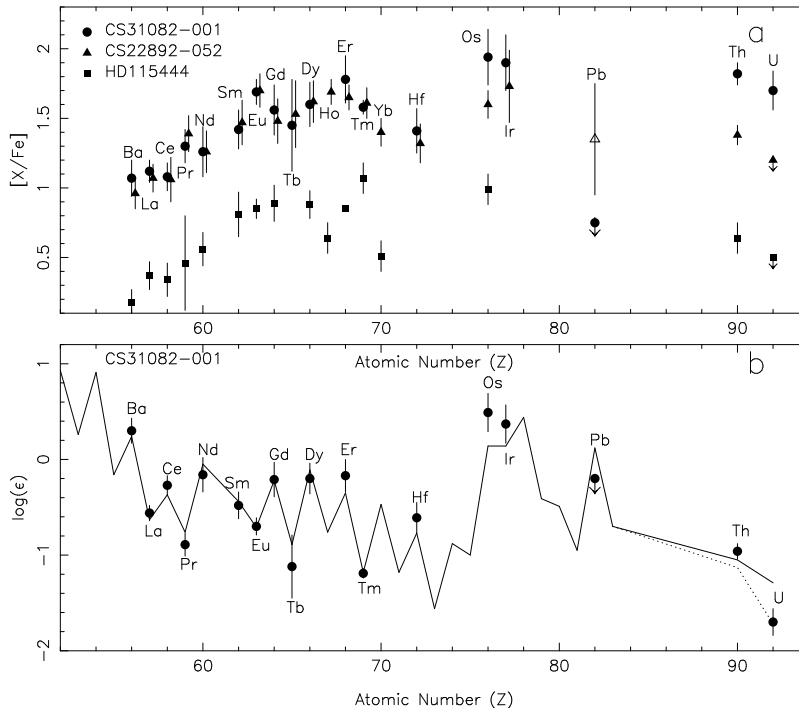 CS31082−001
CS22892−052
HD115444
a
[X/Fe]
2
1.5
1
0.5
Ba
La
Ce
Pr
Nd
Sm
Eu
Gd
Tb
Dy
Ho
Er
Tm
Yb
Hf
Os
Ir
Pb
Th
U
60
70
80
90
Atomic Number (Z)
CS31082−001
b
log(ϵ)
1
0
−1
−2
Ba
La
Ce
Pr
Nd
Sm
Eu
Gd
Tb
Dy
Er
Tm
Hf
Os
Ir
Pb
Th
U
60
70
80
90
Atomic Number (Z)